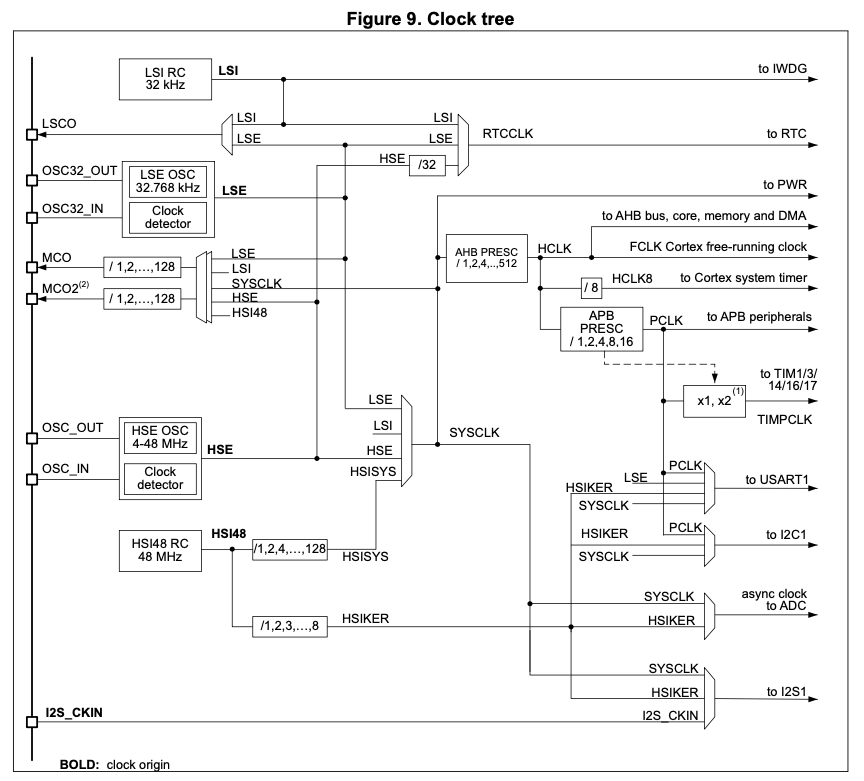 Figure 9. Clock tree
LSI RC
32 kHz
LSI
to IWDG
LSCO
LSI
LSE
LSI
LSE
RTCCLK
to RTC
HSE
/32
OSC32_OUT
LSE OSC
32.768 kHz
LSE
OSC32_IN
Clock
detector
to PWR
to AHB bus, core, memory and DMA
AHB PRESC
/ 1,2,4,..,512
HCLK
FCLK Cortex free-running clock
/ 8
HCLK8
to Cortex system timer
MCO
/ 1,2,...,128
MCO2(2)
/ 1,2,...,128
LSE
LSI
SYSCLK
HSE
HSI48
APB
PRESC
/ 1,2,4,8,16
PCLK
to APB peripherals
x1, x2 (1)
to TIM1/3/
14/16/17
TIMPCLK
OSC_OUT
HSE OSC
4-48 MHz
HSE
OSC_IN
Clock
detector
LSE
LSI
HSE
HSISYS
SYSCLK
PCLK
LSE
HSIKER
SYSCLK
to USART1
HSI48 RC
48 MHz
HSI48
/1,2,4,...,128
HSISYS
PCLK
HSIKER
SYSCLK
to I2C1
/1,2,3,...,8
HSIKER
SYSCLK
HSIKER
async clock
to ADC
SYSCLK
HSIKER
I2S_CKIN
to I2S1
I2S_CKIN
BOLD: clock origin